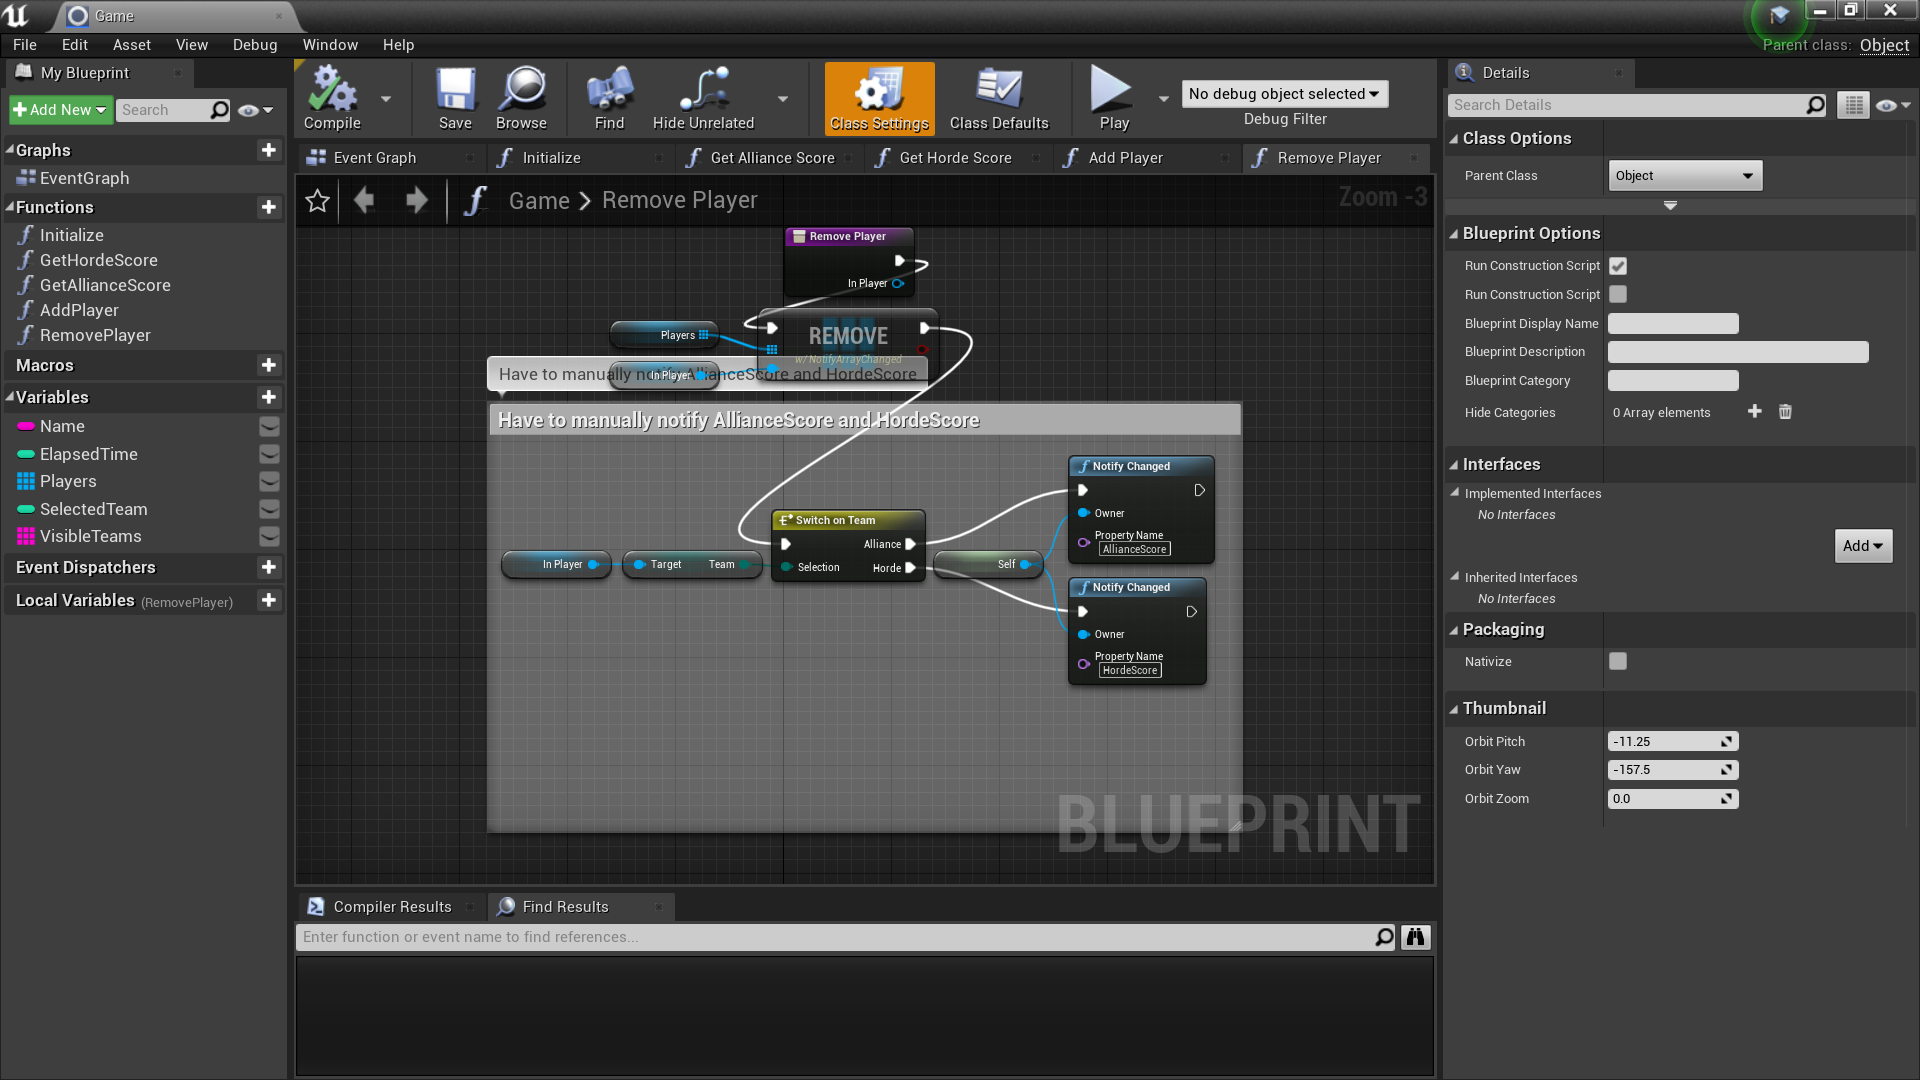 Game
File Edit Asset View Debug Window Help
Parent class: Object
My Blueprint
Add New
Search
Graphs
EventGraph
Functions
Initialize
GetHordeScore
GetAllianceScore
AddPlayer
RemovePlayer
Macros
Variables
Name
ElapsedTime
Players
SelectedTeam
VisibleTeams
Event Dispatchers
Local Variables (RemovePlayer)
Compile
Save
Browse
Find
Hide Unrelated
Class Settings
Class Defaults
Play
No debug object selected
Debug Filter
Event Graph
Initialize
Get Alliance Score
Get Horde Score
Add Player
Remove Player
Game > Remove Player
Zoom -3
Remove Player
In Player
Players
REMOVE
w/ NotifyArrayChanged
In Player
Have to manually notify AllianceScore and HordeScore
Have to manually notify AllianceScore and HordeScore
Notify Changed
Owner
Property Name
AllianceScore
Switch on Team
Alliance
Selection
Horde
In Player
Target Team
Self
Notify Changed
Owner
Property Name
HordeScore
BLUEPRINT
Compiler Results
Find Results
Enter function or event name to find references...
Details
Search Details
Class Options
Parent Class
Object
Blueprint Options
Run Construction Script
Run Construction Script
Blueprint Display Name
Blueprint Description
Blueprint Category
Hide Categories
0 Array elements
Interfaces
Implemented Interfaces
No Interfaces
Add
Inherited Interfaces
No Interfaces
Packaging
Nativize
Thumbnail
Orbit Pitch
-11.25
Orbit Yaw
-157.5
Orbit Zoom
0.0